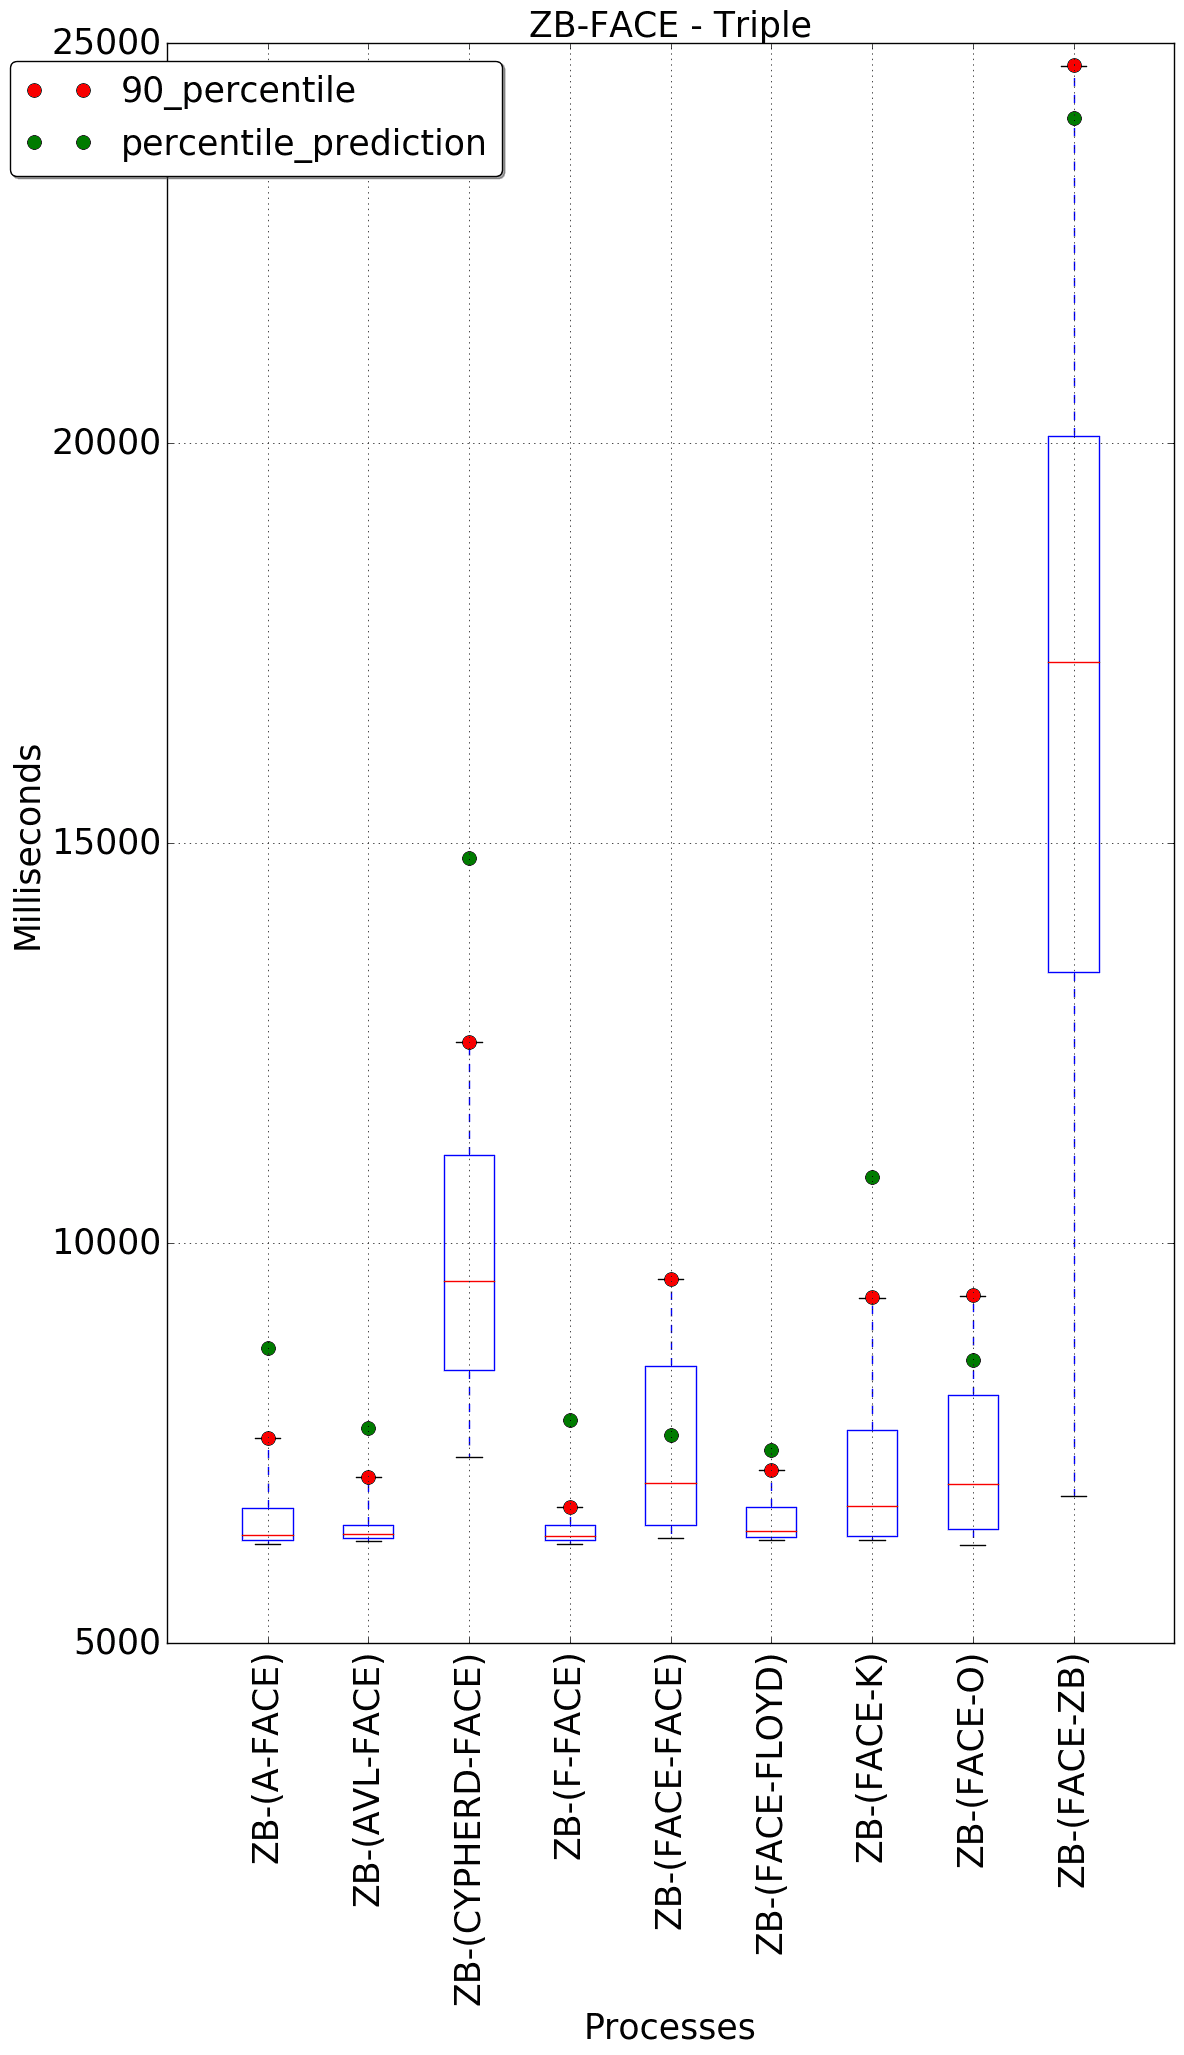 ZB-FACE - Triple
90_percentile
percentile_prediction
25000
20000
15000
10000
5000
Milliseconds
ZB-(A-FACE)
ZB-(AVL-FACE)
ZB-(CYPHERD-FACE)
ZB-(F-FACE)
ZB-(FACE-FACE)
ZB-(FACE-FLOYD)
ZB-(FACE-K)
ZB-(FACE-O)
ZB-(FACE-ZB)
Processes